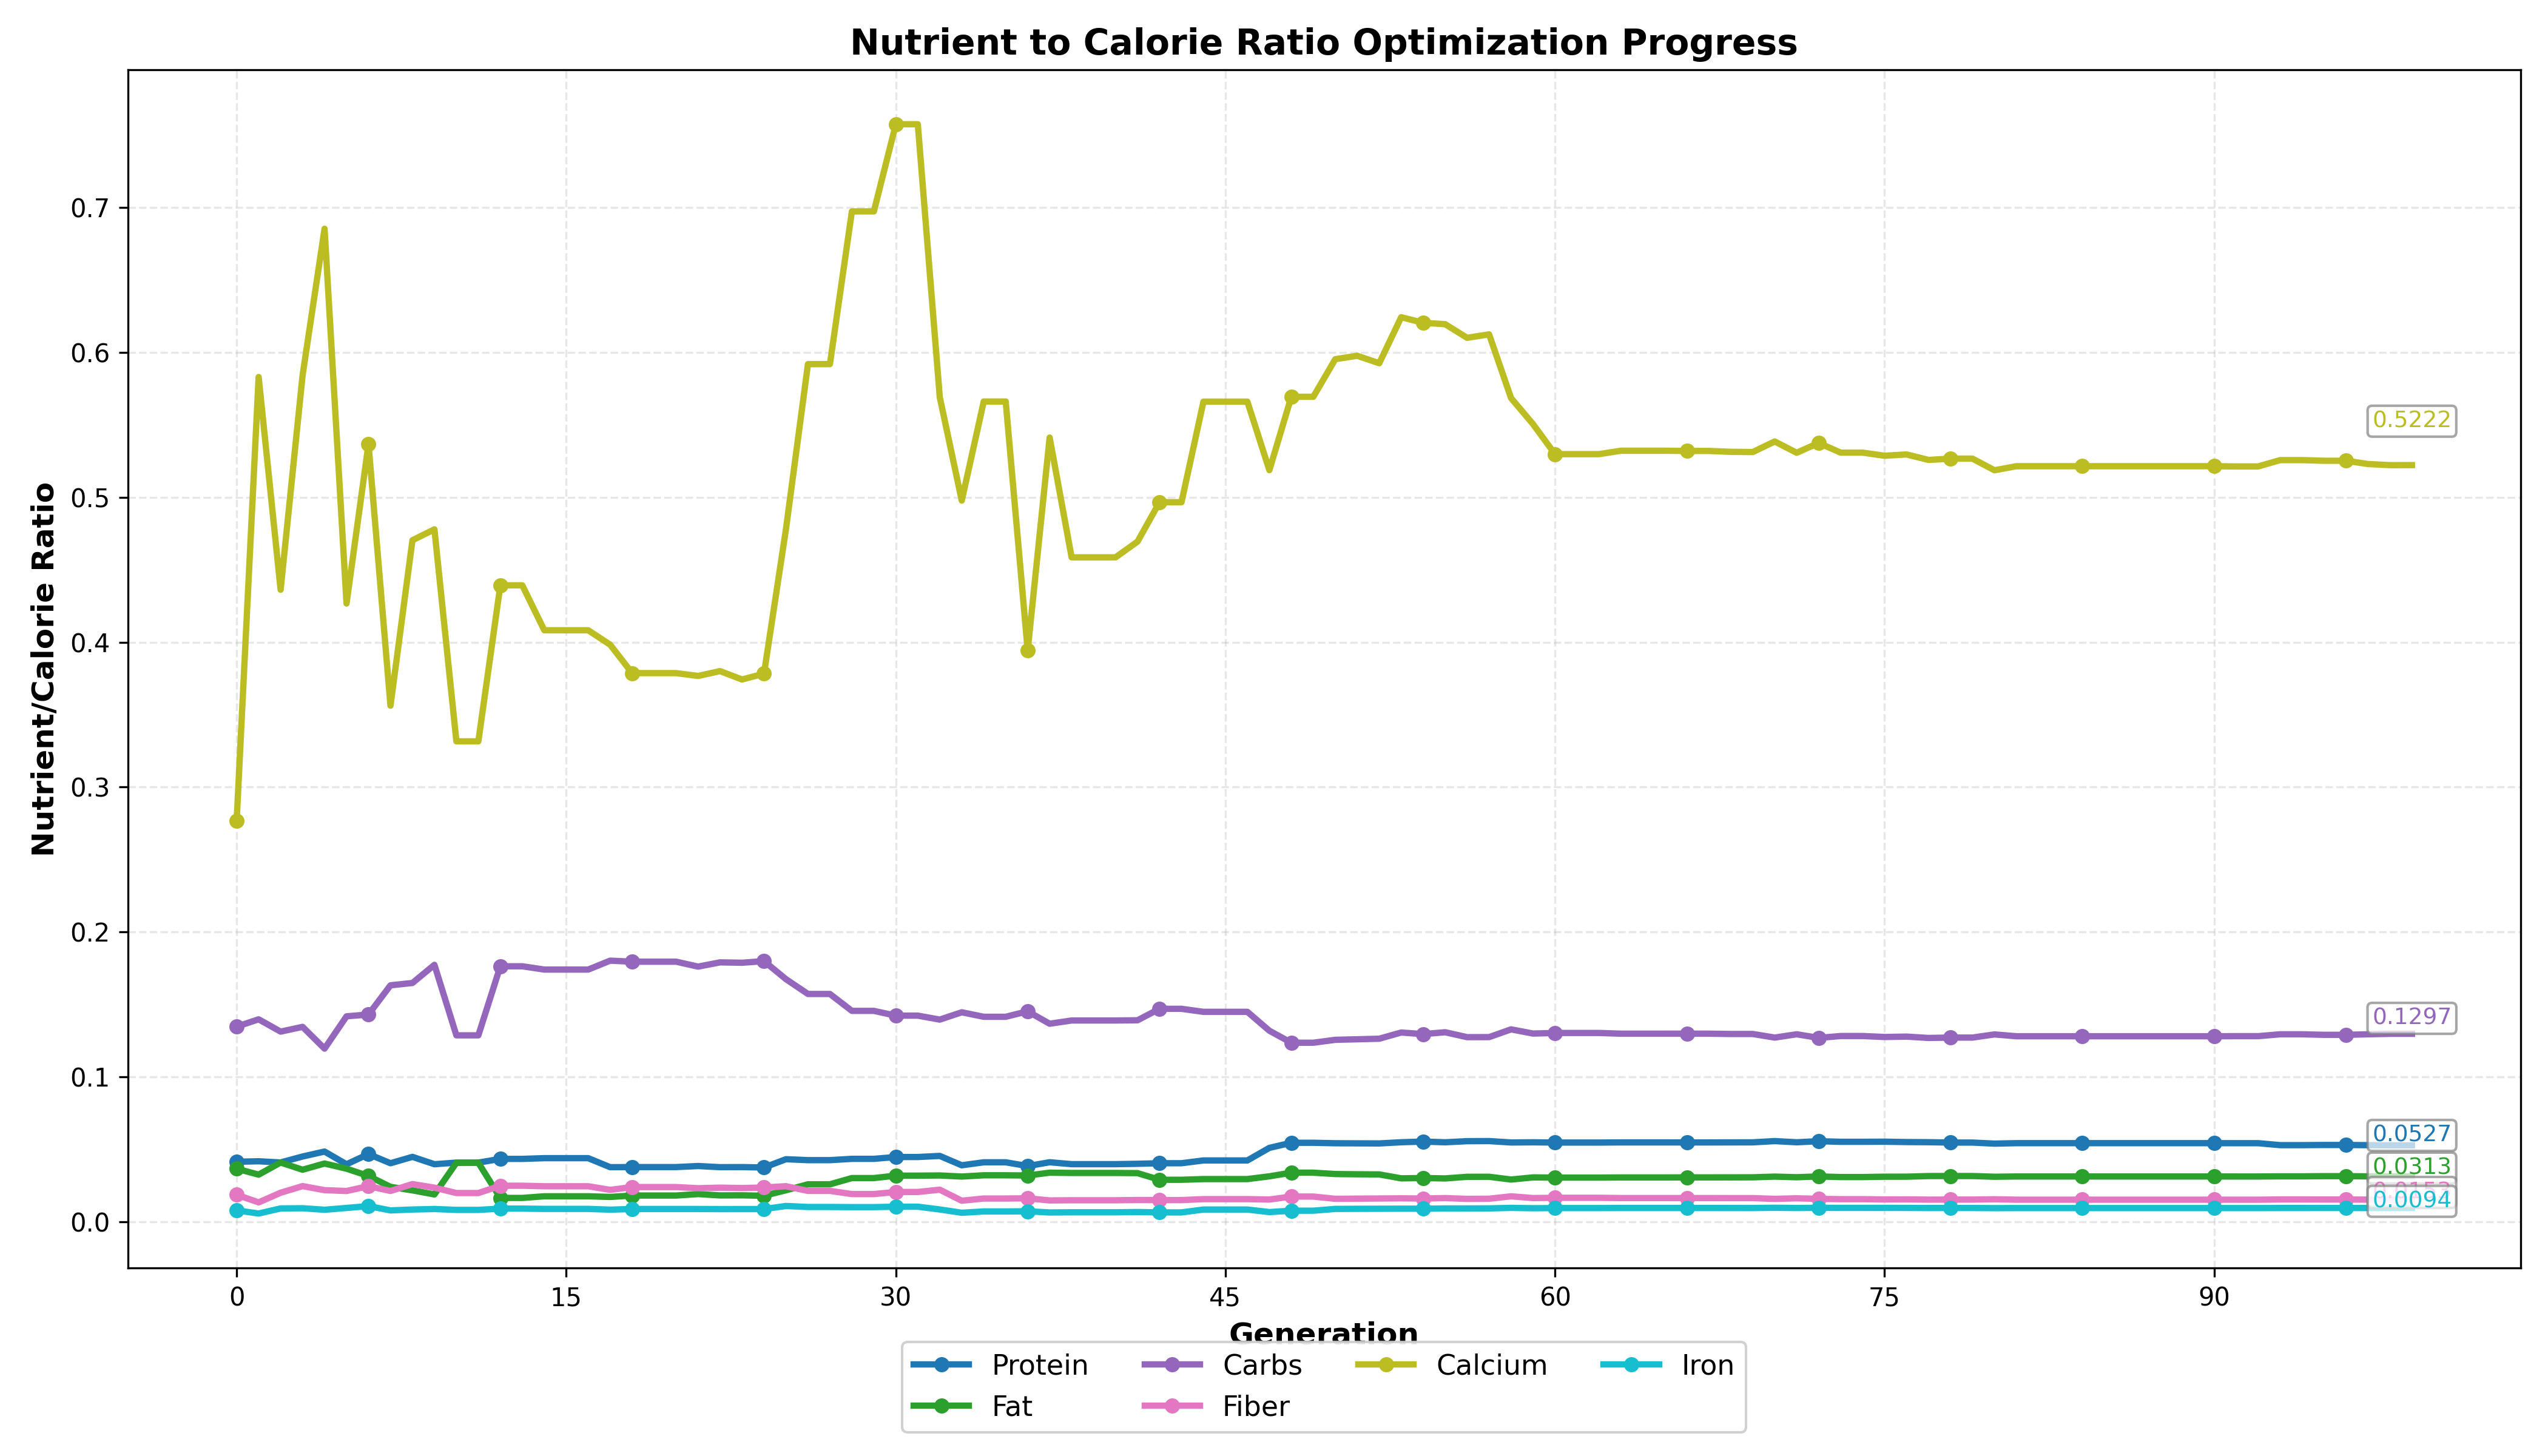 Nutrient to Calorie Ratio Optimization Progress
Nutrient/Calorie Ratio
0.7
0.6
0.5
0.4
0.3
0.2
0.1
0.0
0.5222
0.1297
0.0527
0.0313
0.0094
0 15 30 45 60 75 90
Generation
Protein Carbs Calcium Iron
Fat Fiber